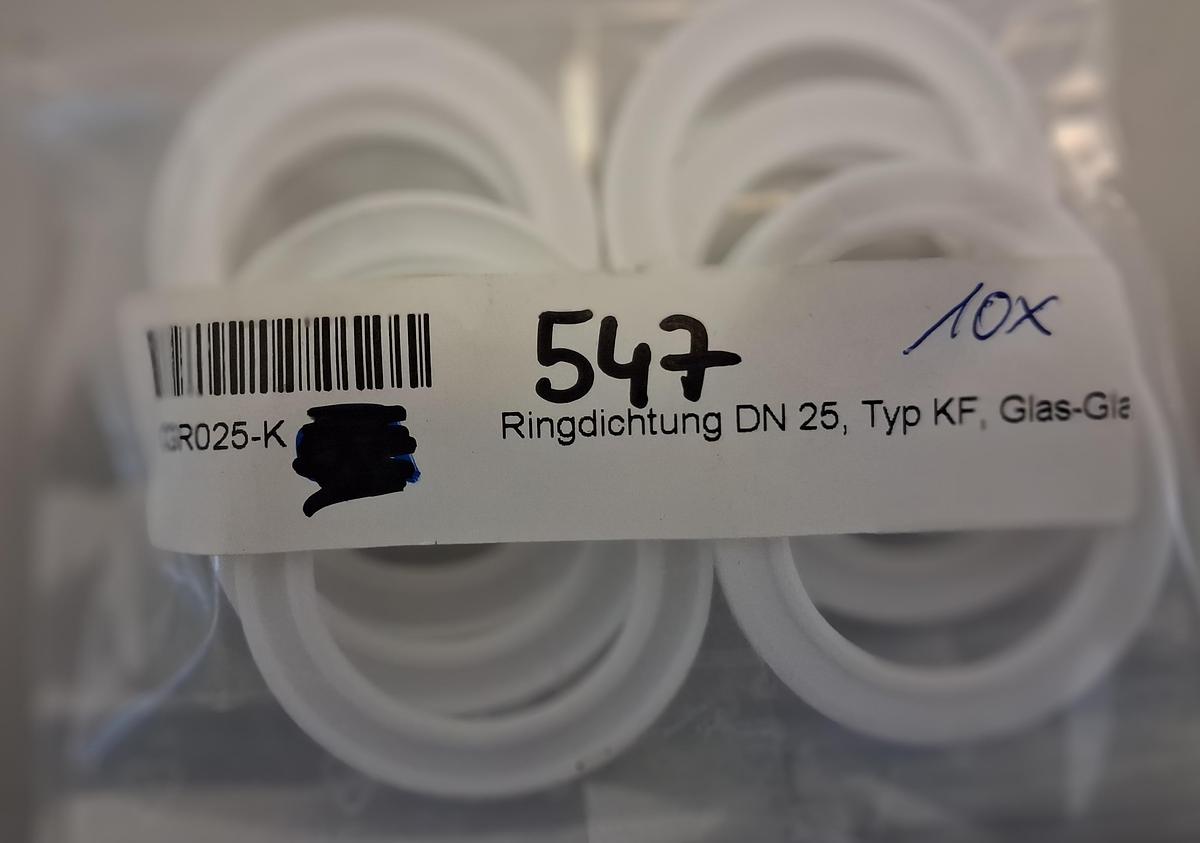 547
10x
GR025-K
Ringdichtung DN 25, Typ KF, Glas-Gla